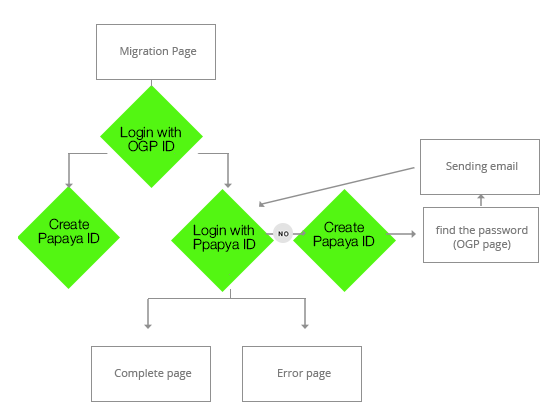 Migration Page
Login with
OGP ID
Sending email
Create
Papaya ID
Login with
Ppapya ID
NO
Create
Papaya ID
find the password
(OGP page)
Complete page
Error page